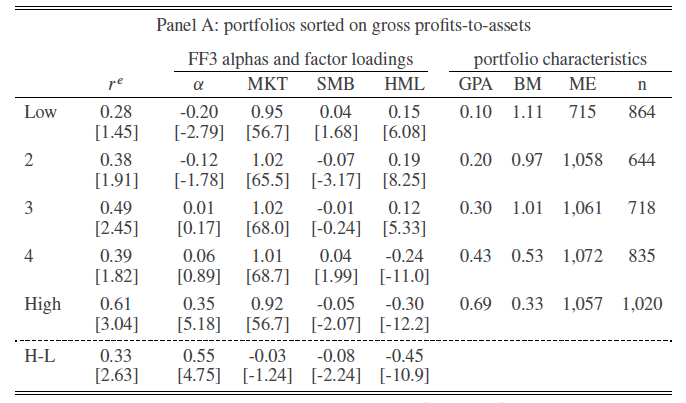 Panel A: portfolios sorted on gross profits-to-assets
FF3 alphas and factor loadings portfolio characteristics
r^e α MKT SMB HML GPA BM ME n
Low 0.28 -0.20 0.95 0.04 0.15 0.10 1.11 715 864
[1.45] [-2.79] [56.7] [1.68] [6.08]
2 0.38 -0.12 1.02 -0.07 0.19 0.20 0.97 1,058 644
[1.91] [-1.78] [65.5] [-3.17] [8.25]
3 0.49 0.01 1.02 -0.01 0.12 0.30 1.01 1,061 718
[2.45] [0.17] [68.0] [-0.24] [5.33]
4 0.39 0.06 1.01 0.04 -0.24 0.43 0.53 1,072 835
[1.82] [0.89] [68.7] [1.99] [-11.0]
High 0.61 0.35 0.92 -0.05 -0.30 0.69 0.33 1,057 1,020
[3.04] [5.18] [56.7] [-2.07] [-12.2]
H-L 0.33 0.55 -0.03 -0.08 -0.45
[2.63] [4.75] [-1.24] [-2.24] [-10.9]